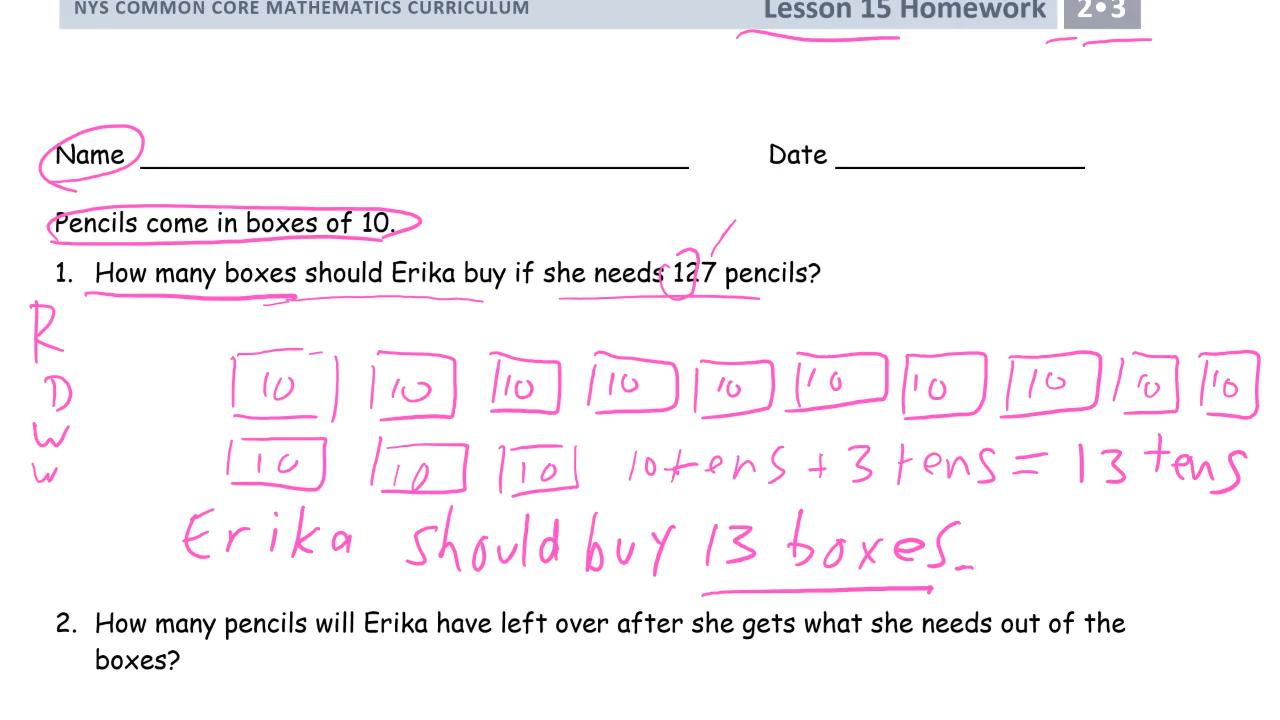 NYS COMMON CORE MATHEMATICS CURRICULUM Lesson 15 Homework 2•3
Name Date
Pencils come in boxes of 10.
1. How many boxes should Erika buy if she needs 127 pencils?
R
10 10 10 10 10 10 10 10 10 10
D
W
10 10 10 10 tens + 3 tens = 13 tens
W
Erika should buy 13 boxes.
2. How many pencils will Erika have left over after she gets what she needs out of the
boxes?